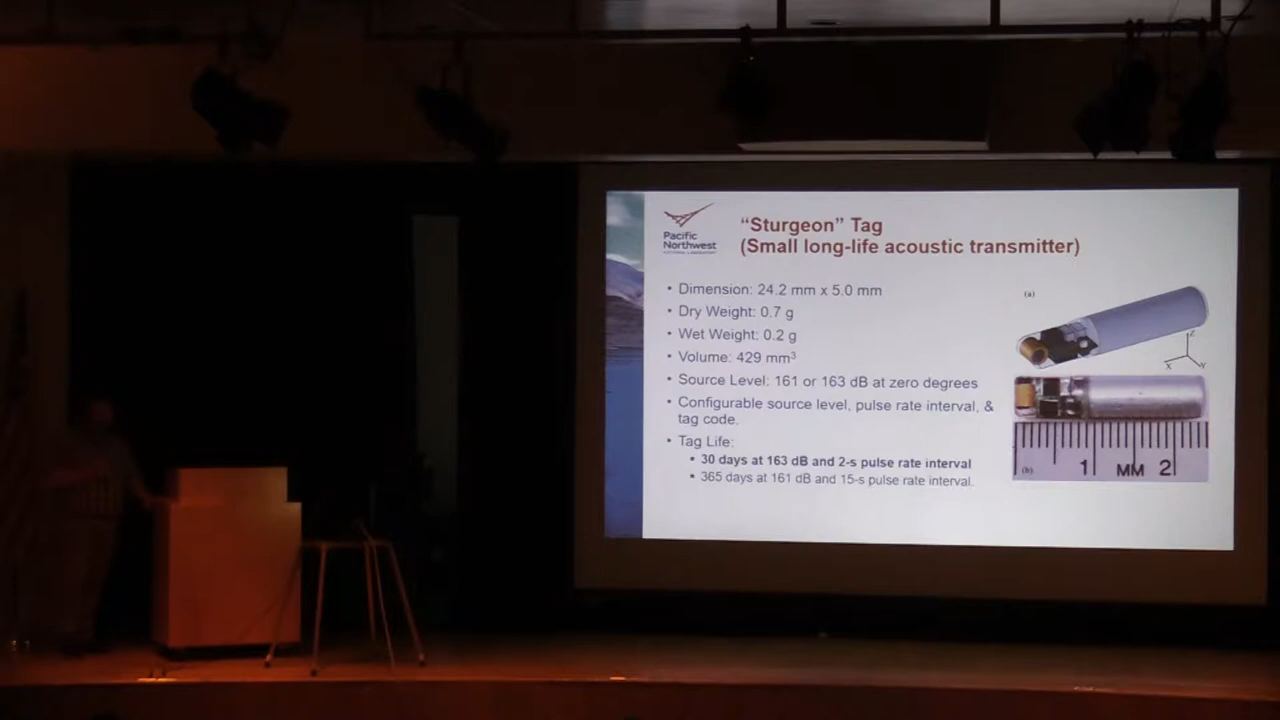 Pacific
Northwest
NATIONAL LABORATORY
“Sturgeon” Tag
(Small long-life acoustic transmitter)
• Dimension: 24.2 mm x 5.0 mm
• Dry Weight: 0.7 g
• Wet Weight: 0.2 g
• Volume: 429 mm³
• Source Level: 161 or 163 dB at zero degrees
• Configurable source level, pulse rate interval, &
tag code.
• Tag Life:
• 30 days at 163 dB and 2-s pulse rate interval
• 365 days at 161 dB and 15-s pulse rate interval.
(a)
Z
X Y
(b) 1 MM 2